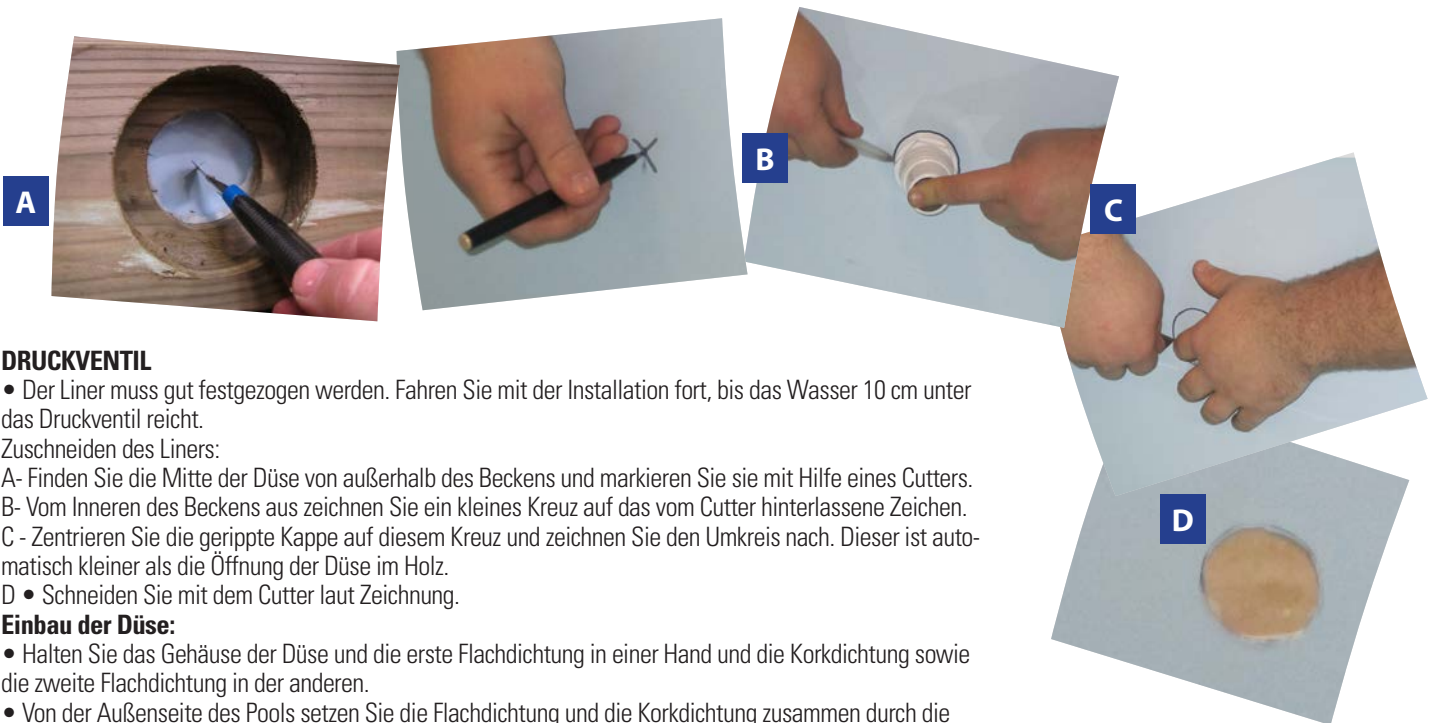 A
B
C
D
DRUCKVENTIL
• Der Liner muss gut festgezogen werden. Fahren Sie mit der Installation fort, bis das Wasser 10 cm unter
das Druckventil reicht.
Zuschneiden des Liners:
A- Finden Sie die Mitte der Düse von außerhalb des Beckens und markieren Sie sie mit Hilfe eines Cutters.
B- Vom Inneren des Beckens aus zeichnen Sie ein kleines Kreuz auf das vom Cutter hinterlassene Zeichen.
C - Zentrieren Sie die gerippte Kappe auf diesem Kreuz und zeichnen Sie den Umkreis nach. Dieser ist auto-
matisch kleiner als die Öffnung der Düse im Holz.
D • Schneiden Sie mit dem Cutter laut Zeichnung.
Einbau der Düse:
• Halten Sie das Gehäuse der Düse und die erste Flachdichtung in einer Hand und die Korkdichtung sowie
die zweite Flachdichtung in der anderen.
• Von der Außenseite des Pools setzen Sie die Flachdichtung und die Korkdichtung zusammen durch die